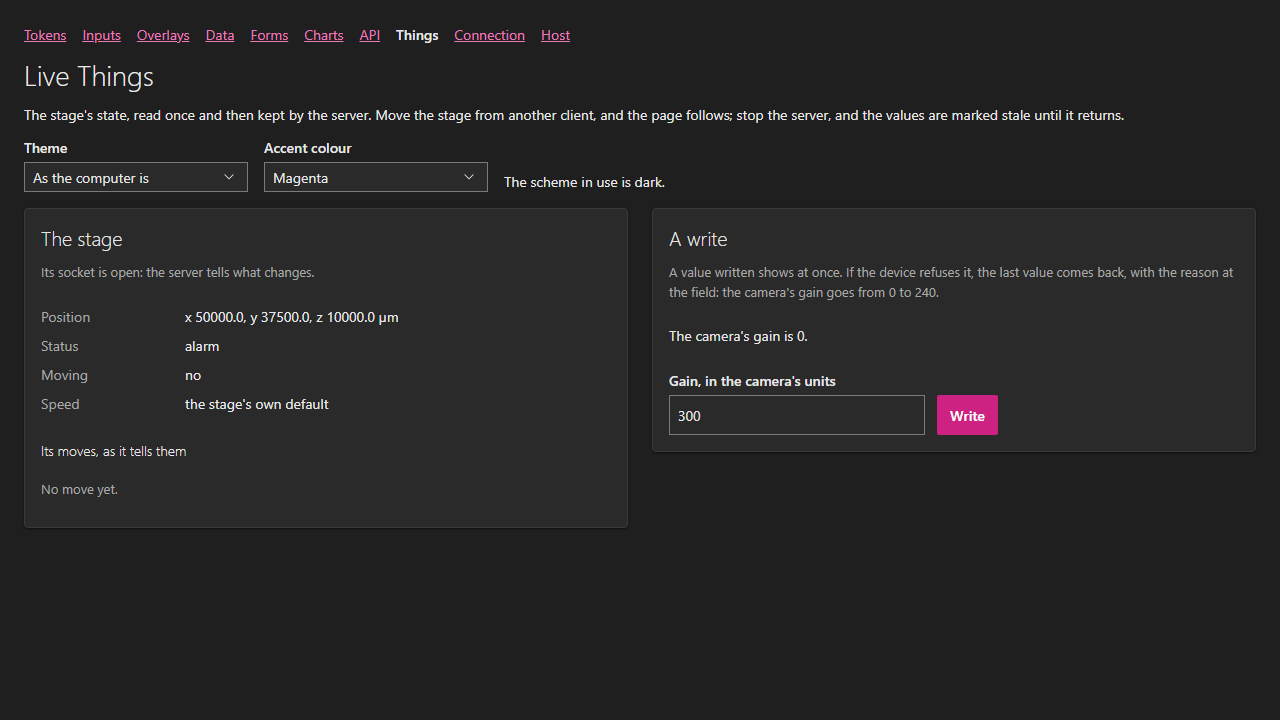 Tokens Inputs Overlays Data Forms Charts API Things Connection Host
Live Things
The stage's state, read once and then kept by the server. Move the stage from another client, and the page follows; stop the server, and the values are marked stale until it returns.
Theme
As the computer is
Accent colour
Magenta
The scheme in use is dark.
The stage
Its socket is open: the server tells what changes.
Position x 50000.0, y 37500.0, z 10000.0 µm
Status alarm
Moving no
Speed the stage's own default
Its moves, as it tells them
No move yet.
A write
A value written shows at once. If the device refuses it, the last value comes back, with the reason at
the field: the camera's gain goes from 0 to 240.
The camera's gain is 0.
Gain, in the camera's units
300 Write